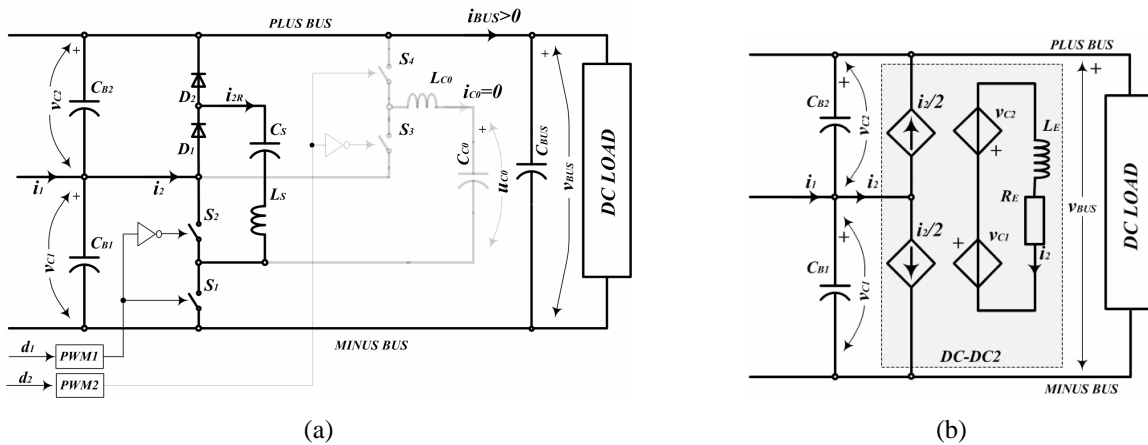 PLUS BUS
iBUS>0
+
CB2
vC2
D2
D1
i2R
CS
LS
S4
S3
LC0
iC0=0
+
CC0
uC0
+
CBUS
vBUS
DC LOAD
i1
i2
+
CB1
vC1
S2
S1
MINUS BUS
d1
PWM1
d2
PWM2
(a)
PLUS BUS
+
CB2
vC2
i2/2
vC2
+
LE
RE
i2
i1
i2
+
CB1
vC1
i2/2
+
vC1
DC-DC2
+
vBUS
DC LOAD
MINUS BUS
(b)